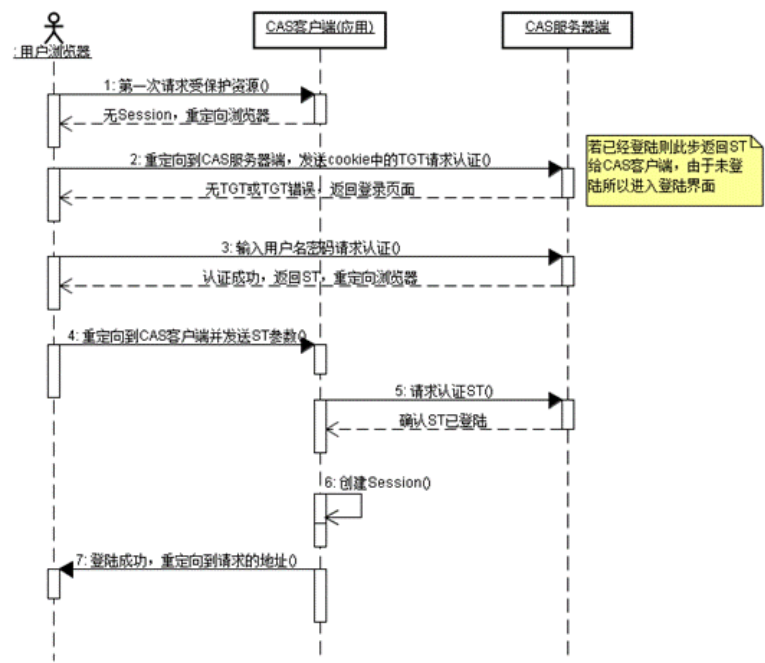 CAS客户端(应用)
CAS服务器端
: 用户浏览器
1: 第一次请求受保护资源()
无Session，重定向浏览器
2: 重定向到CAS服务器端，发送cookie中的TGT请求认证()
无TGT或TGT错误，返回登录页面
若已经登陆则此步返回ST
给CAS客户端，由于未登
陆所以进入登陆界面
3: 输入用户名密码请求认证()
认证成功，返回ST，重定向浏览器
4: 重定向到CAS客户端并发送ST参数()
5: 请求认证ST()
确认ST已登陆
6: 创建Session()
7: 登陆成功，重定向到请求的地址()